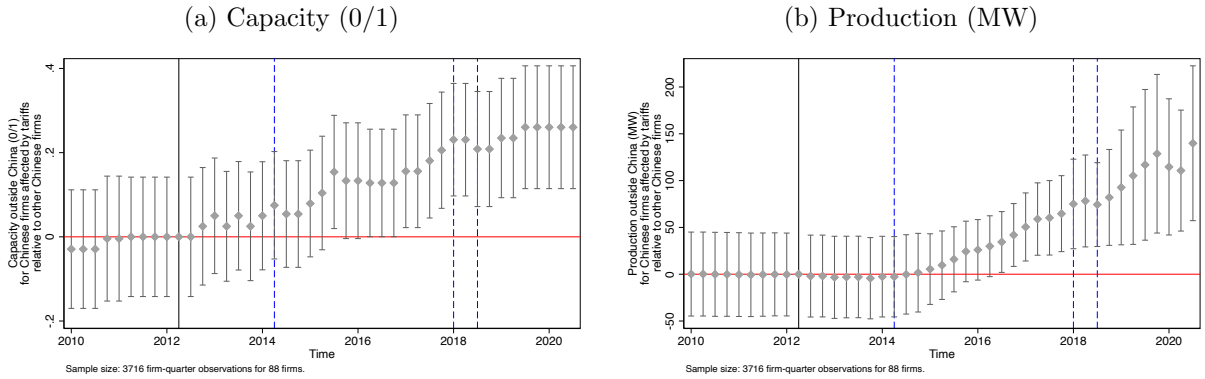 (a) Capacity (0/1)
Capacity outside China (0/1)
for Chinese firms affected by tariffs
relative to other Chinese firms
.4
.2
0
-.2
2010
2012
2014
2016
2018
2020
Time
Sample size: 3716 firm-quarter observations for 88 firms.
(b) Production (MW)
Production outside China (MW)
for Chinese firms affected by tariffs
relative to other Chinese firms
200
150
100
50
0
-50
2010
2012
2014
2016
2018
2020
Time
Sample size: 3716 firm-quarter observations for 88 firms.